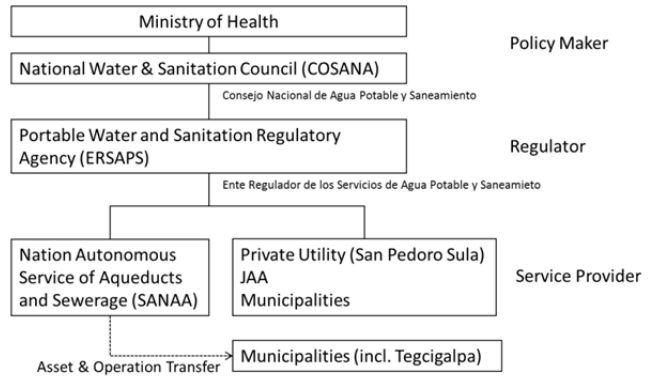 Ministry of Health
Policy Maker
National Water & Sanitation Council (COSANA)
Consejo Nacional de Agua Potable y Saneamiento
Portable Water and Sanitation Regulatory
Agency (ERSAPS)
Regulator
Ente Regulador de los Servicios de Agua Potable y Saneamieto
Nation Autonomous
Service of Aqueducts
and Sewerage (SANAA)
Private Utility (San Pedoro Sula)
JAA
Municipalities
Service Provider
Municipalities (incl. Tegcigalpa)
Asset & Operation Transfer